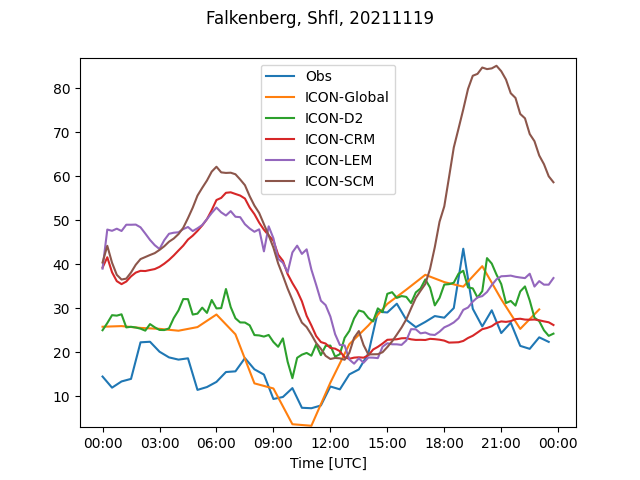 Falkenberg, Shfl, 20211119
Obs
ICON-Global
ICON-D2
ICON-CRM
ICON-LEM
ICON-SCM
80
70
60
50
40
30
20
10
00:00 03:00 06:00 09:00 12:00 15:00 18:00 21:00 00:00
Time [UTC]